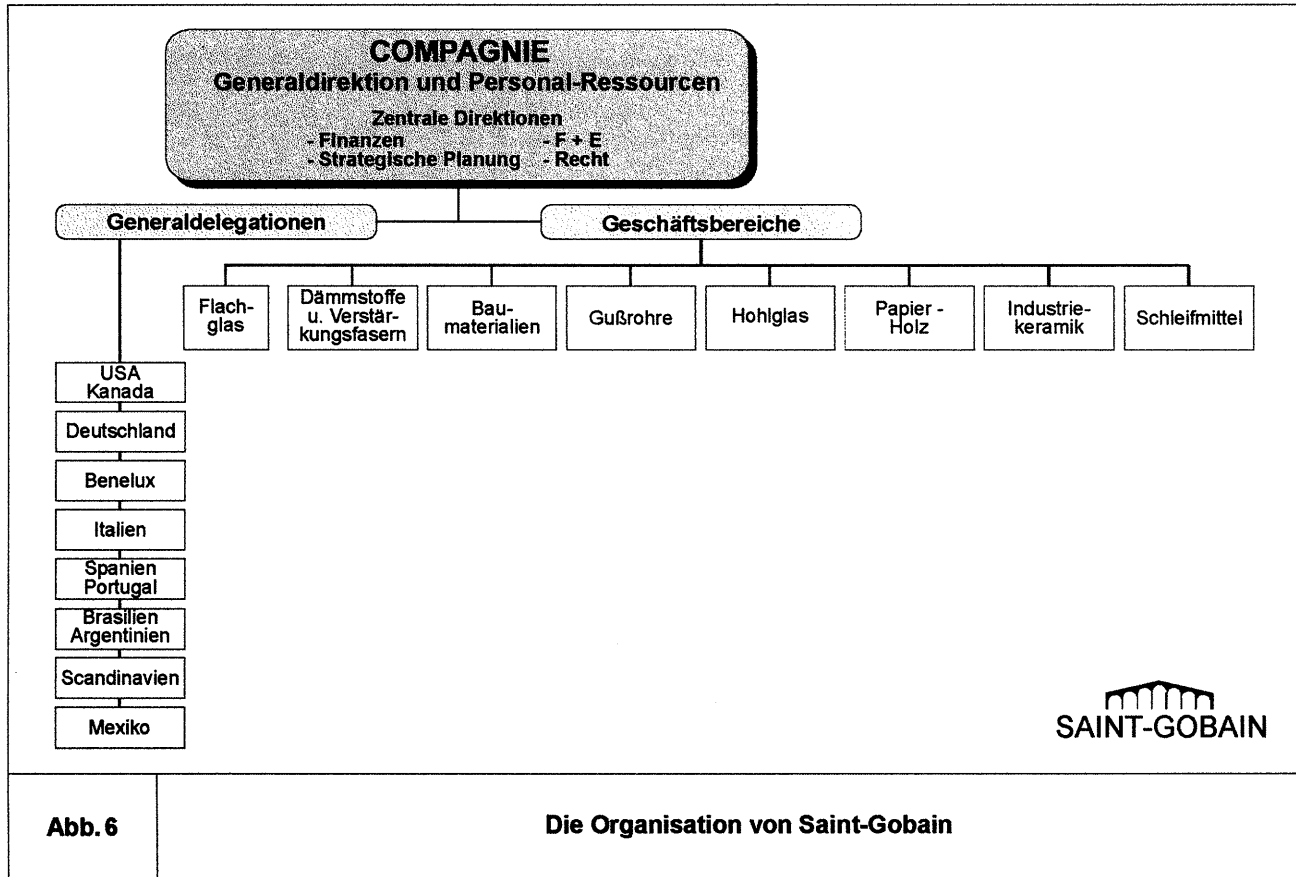 COMPAGNIE
Generaldirektion und Personal-Ressourcen
Zentrale Direktionen
- Finanzen - F + E
- Strategische Planung - Recht
Generaldelegationen
Geschäftsbereiche
Flach-
glas
Dämmstoffe
u. Verstär-
kungsfasern
Bau-
materialien
Gußrohre
Hohlglas
Papier -
Holz
Industrie-
keramik
Schleifmittel
USA
Kanada
Deutschland
Benelux
Italien
Spanien
Portugal
Brasilien
Argentinien
Scandinavien
Mexiko
SAINT-GOBAIN
Abb. 6
Die Organisation von Saint-Gobain